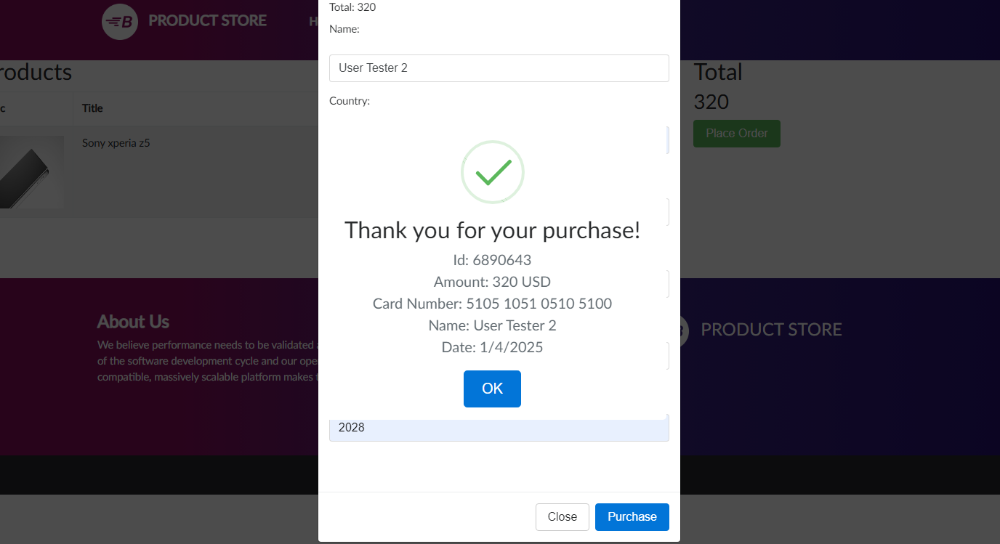 Total: 320
PRODUCT STORE
H
Name:
User Tester 2
roducts
Total
320
Country:
c
Title
Place Order
Sony xperia z5
Thank you for your purchase!
Id: 6890643
Amount: 320 USD
Card Number: 5105 1051 0510 5100
Name: User Tester 2
Date: 1/4/2025
OK
About Us
We believe performance needs to be validated
of the software development cycle and our ope
compatible, massively scalable platform makes t
B PRODUCT STORE
2028
Close
Purchase